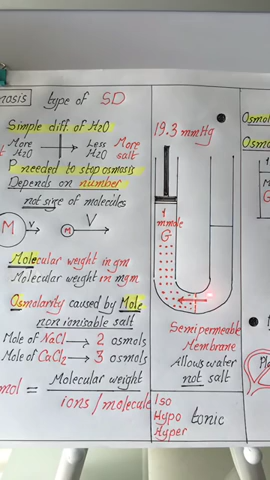 mosis type of SD
Simple diff. of H2O
More H2O → Less H2O More salt
P needed to stop osmosis
Depends on number
not size of molecules
M v m V
Molecular weight in gm
Molecular weight in mgm
Osmolarity caused by Mole
non ionisable salt
Mole of NaCl → 2 osmols
Mole of CaCl2 → 3 osmols
mol = Molecular weight
ions/molecule
19.3 mmHg
1
mmole
G
Semipermeable
Membrane
Allows water
not salt
Iso
Hypo tonic
Hyper
Osmo
Osmo
1
M
G
Pla